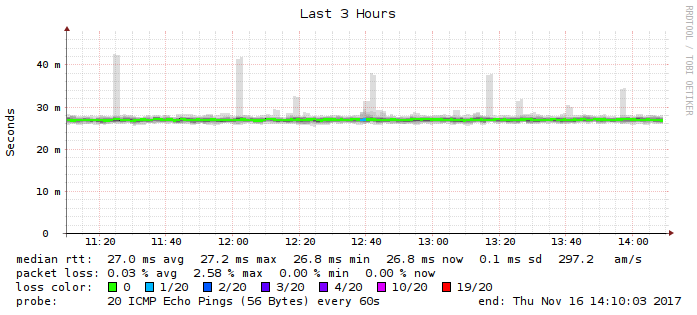 Last 3 Hours
RRDTOOL / TOBI OETIKER
Seconds
40 m
30 m
20 m
10 m
0
11:20 11:40 12:00 12:20 12:40 13:00 13:20 13:40 14:00
median rtt: 27.0 ms avg 27.2 ms max 26.8 ms min 26.8 ms now 0.1 ms sd 297.2 am/s
packet loss: 0.03 % avg 2.58 % max 0.00 % min 0.00 % now
loss color: 0 1/20 2/20 3/20 4/20 10/20 19/20
probe: 20 ICMP Echo Pings (56 Bytes) every 60s end: Thu Nov 16 14:10:03 2017